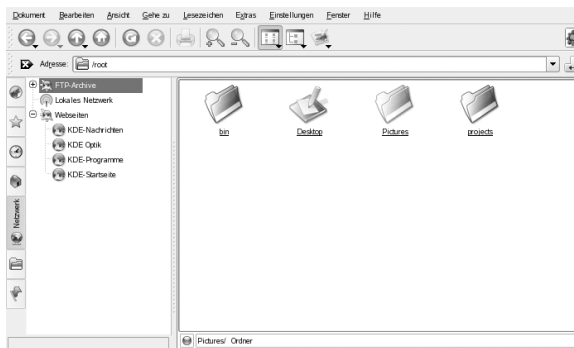 Dokument Bearbeiten Ansicht Gehe zu Lesezeichen Extras Einstellungen Fenster Hilfe
Adresse: /root
FTP-Archive
Lokales Netzwerk
Webseiten
KDE-Nachrichten
KDE Optik
KDE-Programme
KDE-Startseite
Netzwerk
bin Desktop Pictures projects
Pictures/ Ordner